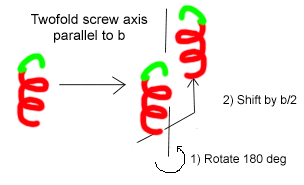 Twofold screw axis
parallel to b
2) Shift by b/2
1) Rotate 180 deg